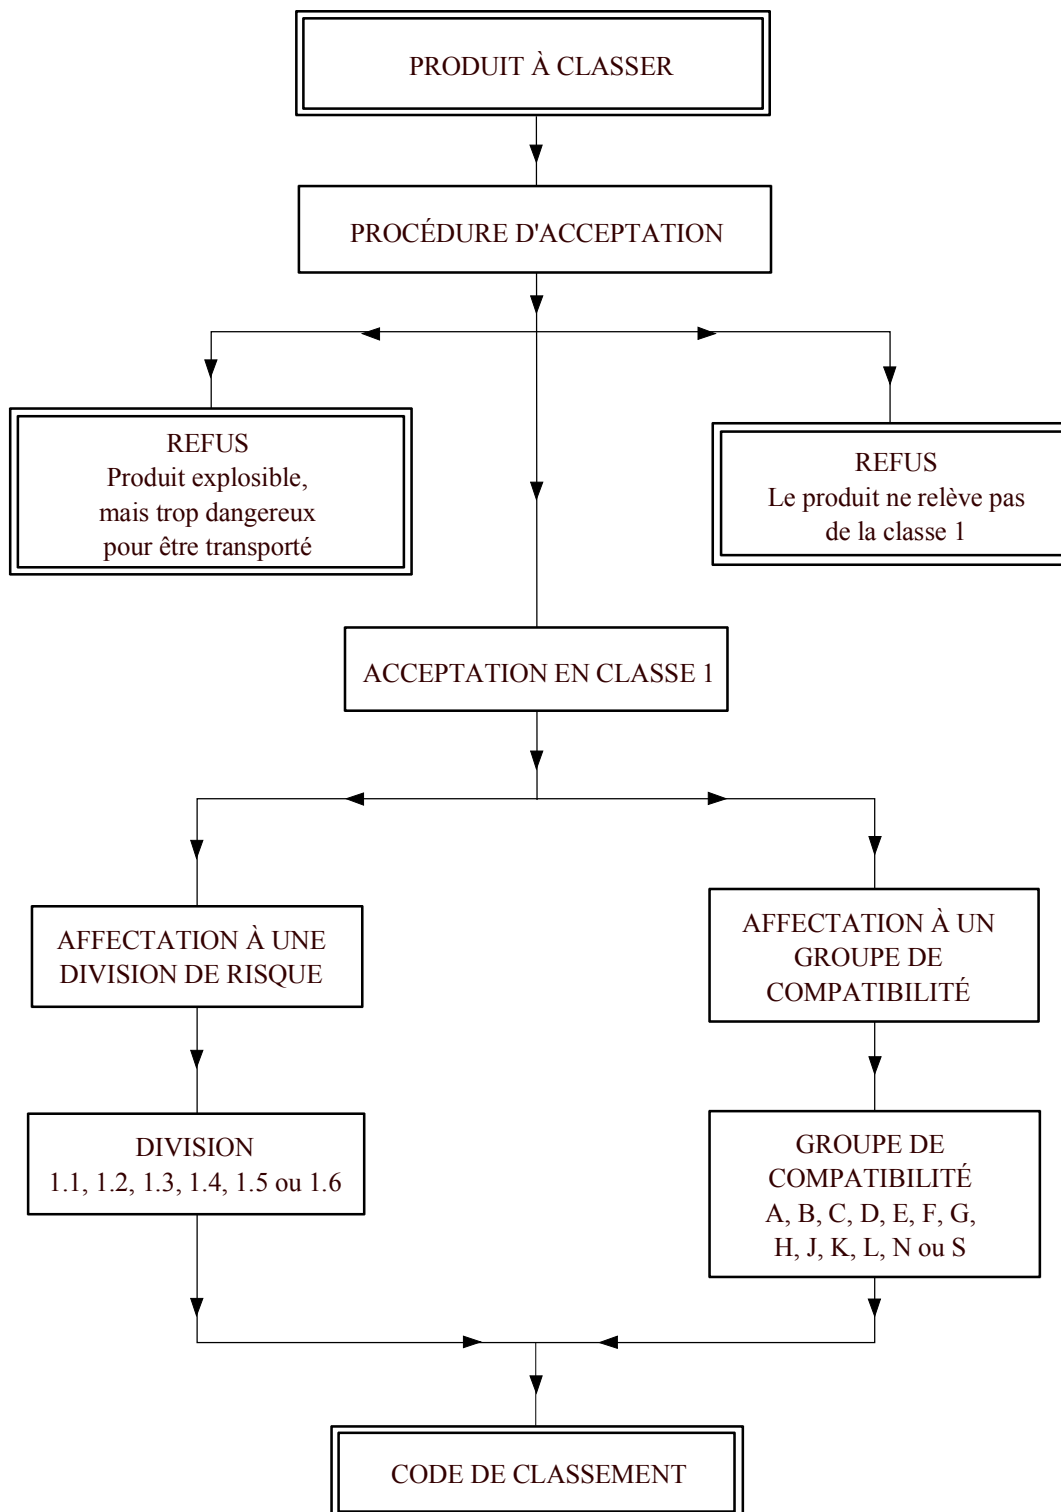 PRODUIT À CLASSER
PROCÉDURE D'ACCEPTATION
REFUS
Produit explosible,
mais trop dangereux
pour être transporté
REFUS
Le produit ne relève pas
de la classe 1
ACCEPTATION EN CLASSE 1
AFFECTATION À UNE
DIVISION DE RISQUE
AFFECTATION À UN
GROUPE DE
COMPATIBILITÉ
DIVISION
1.1, 1.2, 1.3, 1.4, 1.5 ou 1.6
GROUPE DE
COMPATIBILITÉ
A, B, C, D, E, F, G,
H, J, K, L, N ou S
CODE DE CLASSEMENT